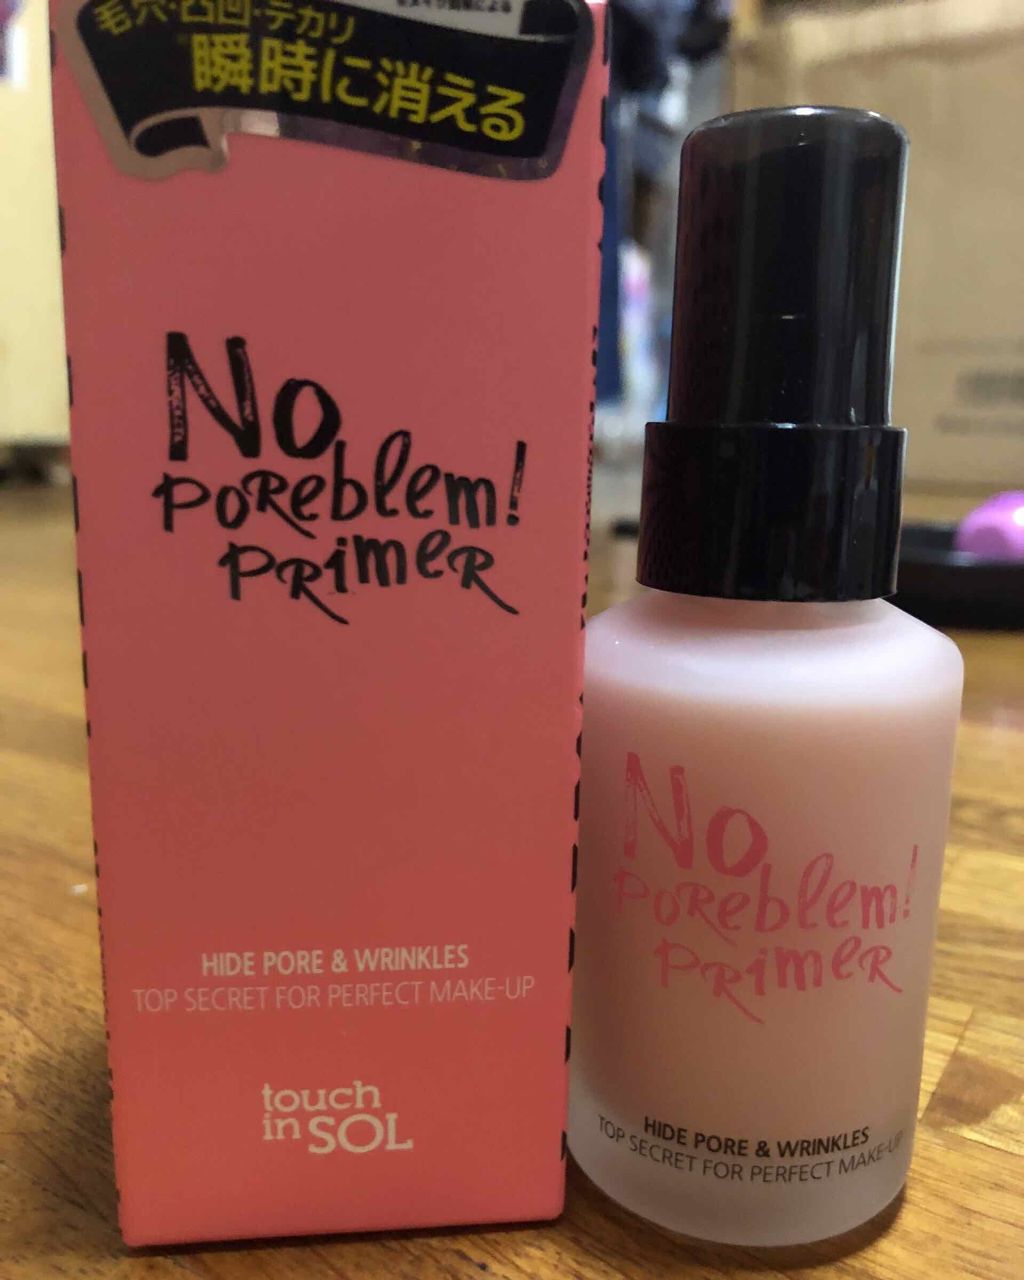 毛穴・凸凹・テカリ
瞬時に消える
No
Poreblem!
Primer
HIDE PORE & WRINKLES
TOP SECRET FOR PERFECT MAKE-UP
touch
in SOL
No
Poreblem!
Primer
HIDE PORE & WRINKLES
TOP SECRET FOR PERFECT MAKE-UP